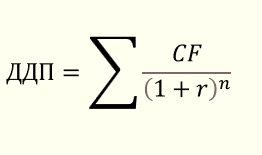 ДДП = ∑ CF / (1 + r)ⁿ